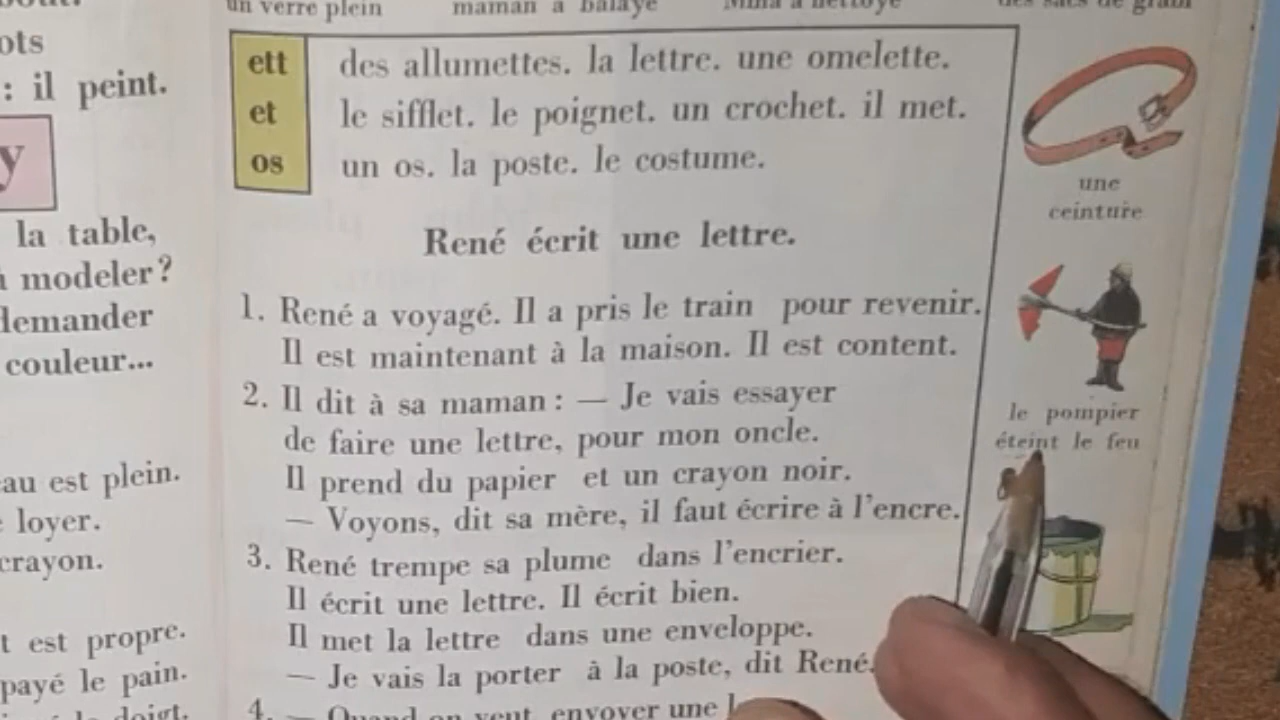 ots
: il peint.
y
la table,
modeler?
demander
couleur...
au est plein.
loyer.
crayon.
t est propre.
payé le pain.
doigt.
un verre plein maman a balayé Mina a nettoyé des sacs de grain
ett des allumettes. la lettre. une omelette.
et le sifflet. le poignet. un crochet. il met.
os un os. la poste. le costume.
René écrit une lettre.
1. René a voyagé. Il a pris le train pour revenir.
Il est maintenant à la maison. Il est content.
2. Il dit à sa maman : — Je vais essayer
de faire une lettre, pour mon oncle.
Il prend du papier et un crayon noir.
— Voyons, dit sa mère, il faut écrire à l'encre.
3. René trempe sa plume dans l'encrier.
Il écrit une lettre. Il écrit bien.
Il met la lettre dans une enveloppe.
— Je vais la porter à la poste, dit René.
4. — Quand on veut envoyer une
une
ceinture
le pompier
éteint le feu